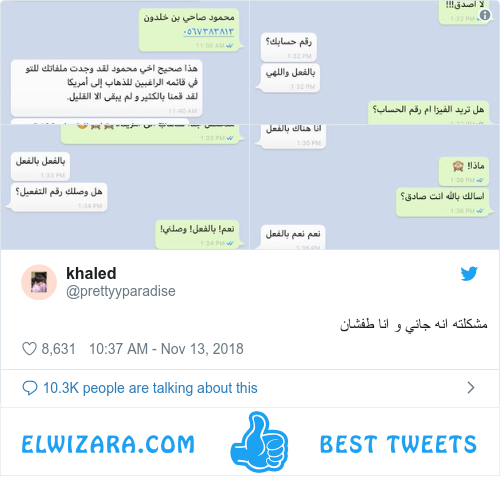 محمود صاحي بن خلدون
٠٥٦٧٣٨٣٨١٣
11:38 AM
هذا صحيح اخي محمود لقد وجدت ملفاتك للتو
في قائمه الراغبين للذهاب إلى أمريكا
لقد قمنا بالكثير و لم يبقى الا القليل.
11:40 AM
لا اصدق!!!
1:32 PM
رقم حسابك؟
1:32 PM
بالفعل واللهي
1:32 PM
هل تريد الفيزا ام رقم الحساب؟
1:33 PM
بالفعل بالفعل
1:33 PM
هل وصلك رقم التفعيل؟
1:34 PM
نعم! بالفعل! وصلني!
1:34 PM
انا هناك بالفعل
1:35 PM
ماذا! 🙈
1:36 PM
اسالك بالله انت صادق؟
1:36 PM
نعم نعم بالفعل
khaled
@prettyyparadise
مشكلته انه جاني و انا طفشان
8,631 10:37 AM - Nov 13, 2018
10.3K people are talking about this
ELWIZARA.COM BEST TWEETS